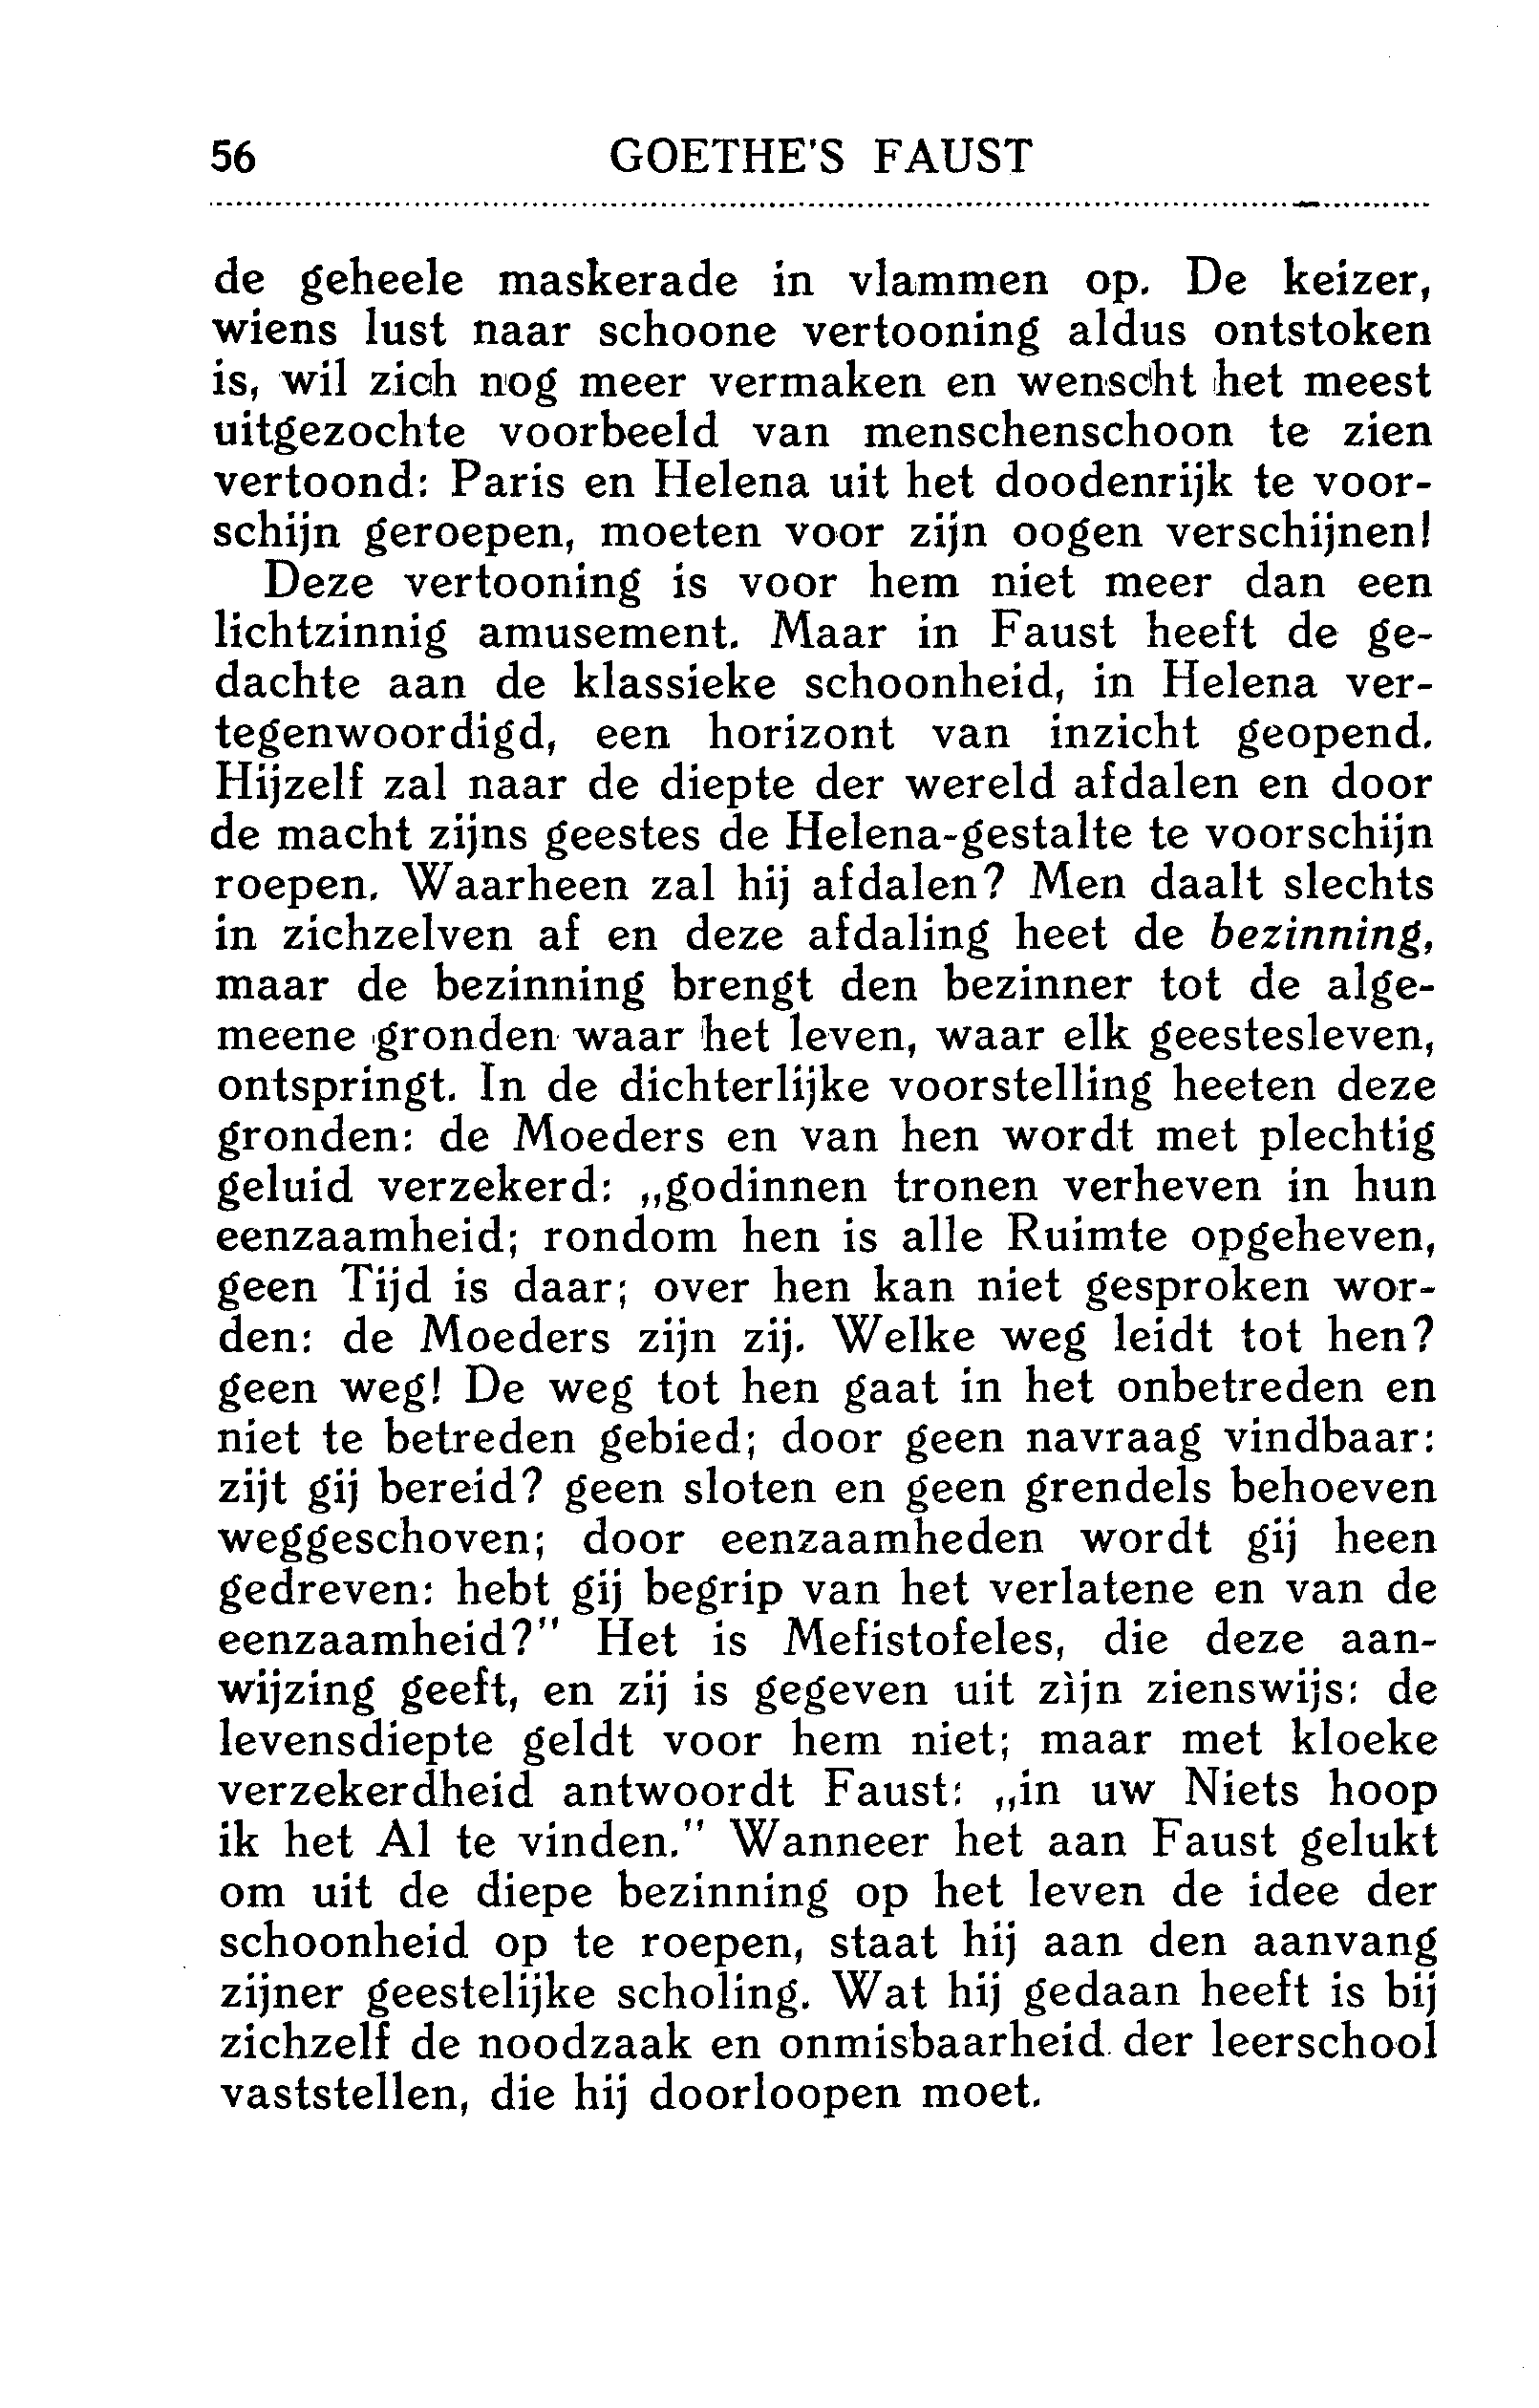 56 GOETHE'S FAUST
de geheele maskerade in vlammen op. De keizer,
wiens lust naar schoone vertooning aldus ontstoken
is, wil zich nog meer vermaken en wenscht het meest
uitgezochte voorbeeld van menschenschoon te zien
vertoond: Paris en Helena uit het doodenrijk te voor-
schijn geroepen, moeten voor zijn oogen verschijnen!
Deze vertooning is voor hem niet meer dan een
lichtzinnig amusement. Maar in Faust heeft de ge-
dachte aan de klassieke schoonheid, in Helena ver-
tegenwoordigd, een horizont van inzicht geopend.
Hijzelf zal naar de diepte der wereld afdalen en door
de macht zijns geestes de Helena-gestalte te voorschijn
roepen. Waarheen zal hij afdalen? Men daalt slechts
in zichzelven af en deze afdaling heet de bezinning,
maar de bezinning brengt den bezinner tot de alge-
meene gronden waar het leven, waar elk geestesleven,
ontspringt. In de dichterlijke voorstelling heeten deze
gronden: de Moeders en van hen wordt met plechtig
geluid verzekerd: „godinnen tronen verheven in hun
eenzaamheid; rondom hen is alle Ruimte opgeheven,
geen Tijd is daar; over hen kan niet gesproken wor-
den: de Moeders zijn zij. Welke weg leidt tot hen?
geen weg! De weg tot hen gaat in het onbetreden en
niet te betreden gebied; door geen navraag vindbaar:
zijt gij bereid? geen sloten en geen grendels behoeven
weggeschoven; door eenzaamheden wordt gij heen
gedreven: hebt gij begrip van het verlatene en van de
eenzaamheid?" Het is Mefistofeles, die deze aan-
wijzing geeft, en zij is gegeven uit zijn zienswijs: de
levensdiepte geldt voor hem niet; maar met kloeke
verzekerdheid antwoordt Faust: „in uw Niets hoop
ik het Al te vinden." Wanneer het aan Faust gelukt
om uit de diepe bezinning op het leven de idee der
schoonheid op te roepen, staat hij aan den aanvang
zijner geestelijke scholing. Wat hij gedaan heeft is bij
zichzelf de noodzaak en onmisbaarheid der leerschool
vaststellen, die hij doorloopen moet.